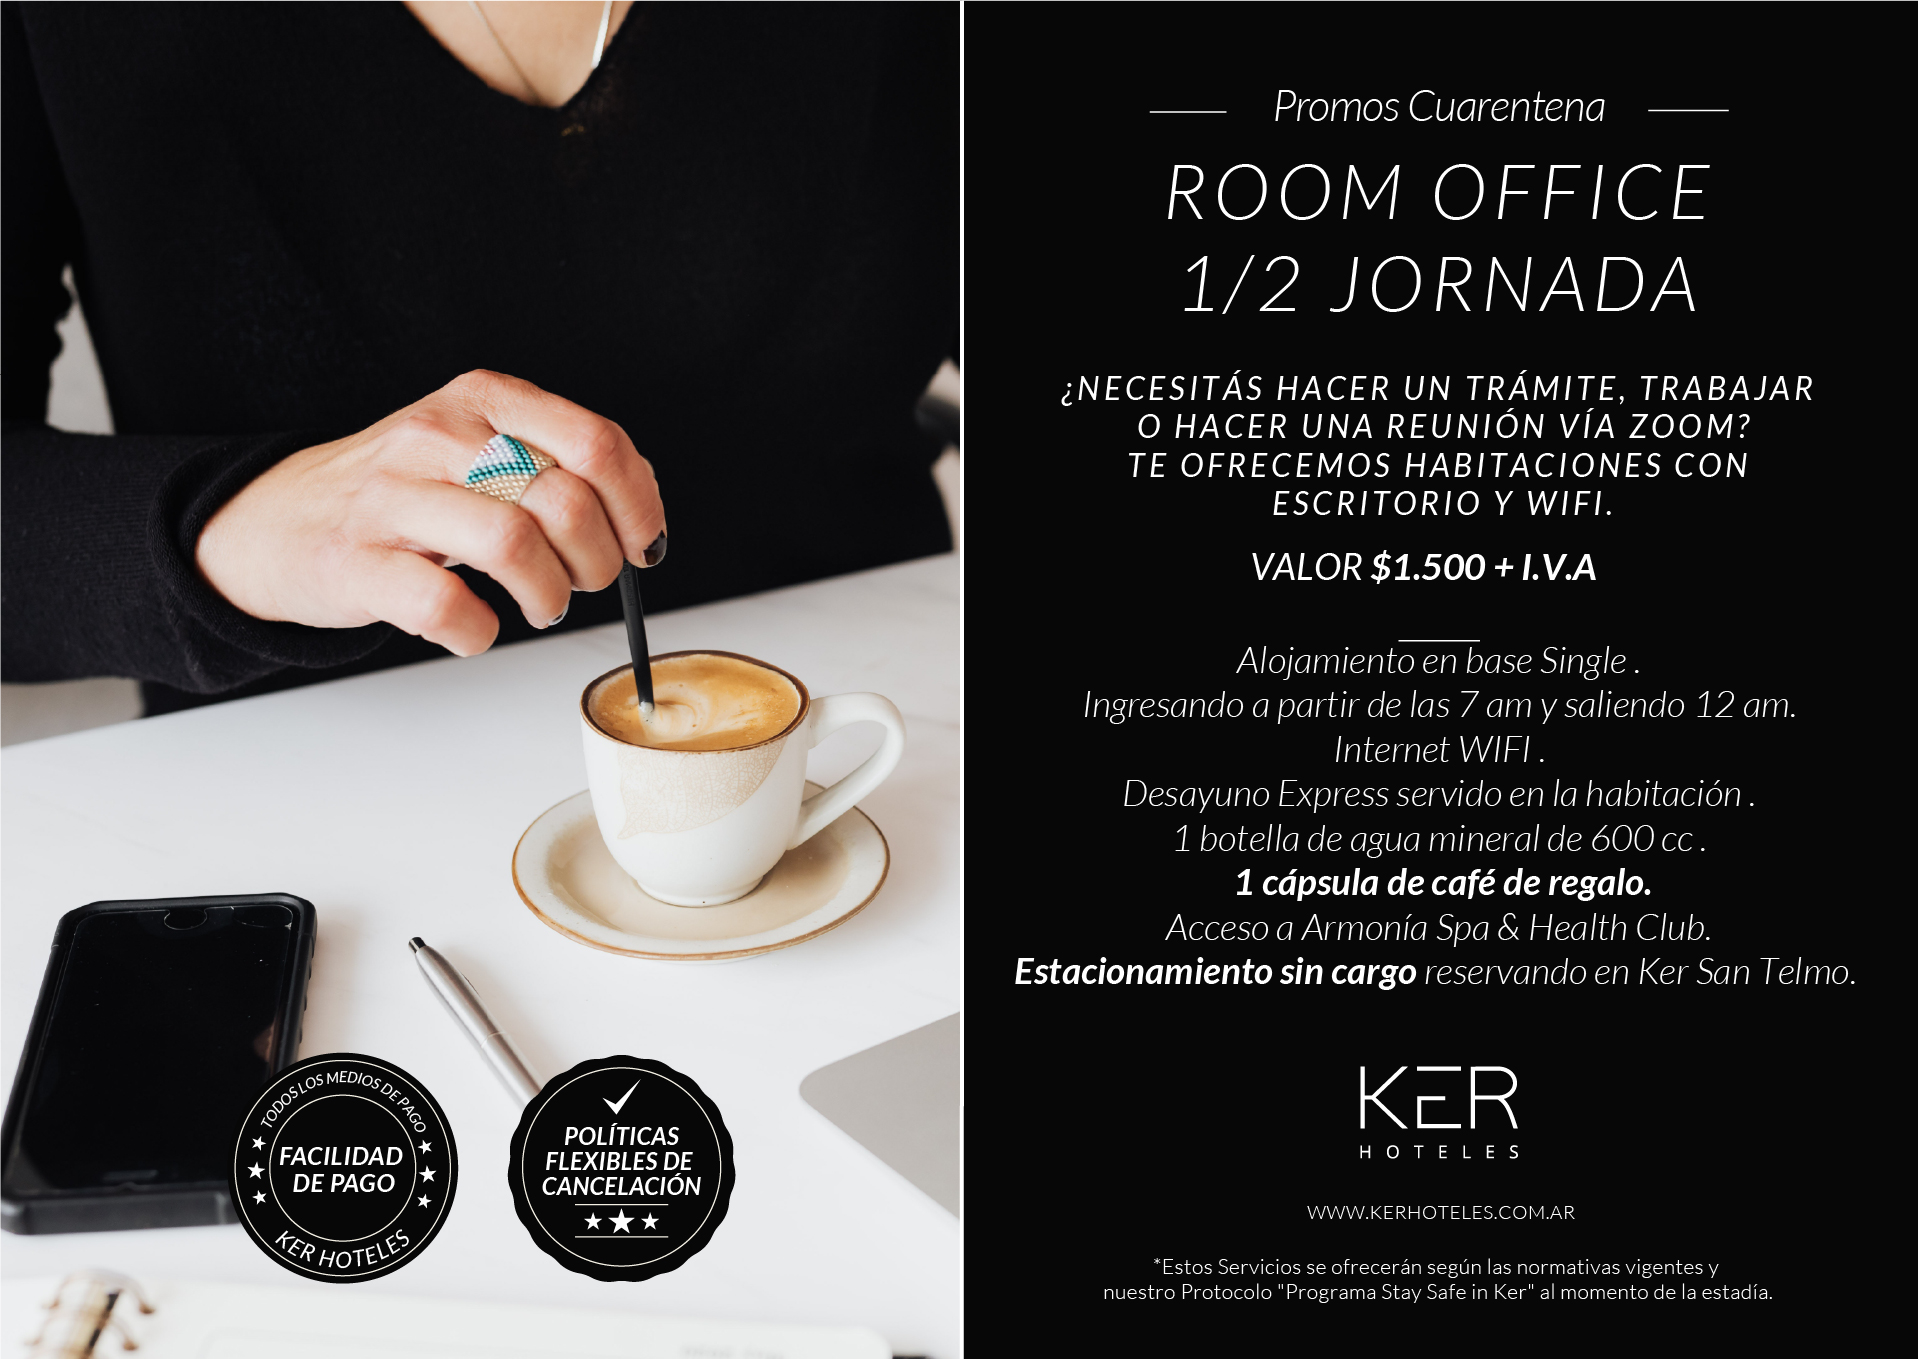 Promos Cuarentena
ROOM OFFICE
1/2 JORNADA
¿NECESITÁS HACER UN TRÁMITE, TRABAJAR
O HACER UNA REUNIÓN VÍA ZOOM?
TE OFRECEMOS HABITACIONES CON
ESCRITORIO Y WIFI.
VALOR $1.500 + I.V.A
Alojamiento en base Single .
Ingresando a partir de las 7 am y saliendo 12 am.
Internet WIFI .
Desayuno Express servido en la habitación .
1 botella de agua mineral de 600 cc .
1 cápsula de café de regalo.
Acceso a Armonía Spa & Health Club.
Estacionamiento sin cargo reservando en Ker San Telmo.
KER
HOTELES
WWW.KERHOTELES.COM.AR
*Estos Servicios se ofrecerán según las normativas vigentes y
nuestro Protocolo "Programa Stay Safe in Ker" al momento de la estadía.
TODOS LOS MEDIOS DE PAGO
FACILIDAD
DE PAGO
KER HOTELES
POLÍTICAS
FLEXIBLES DE
CANCELACIÓN